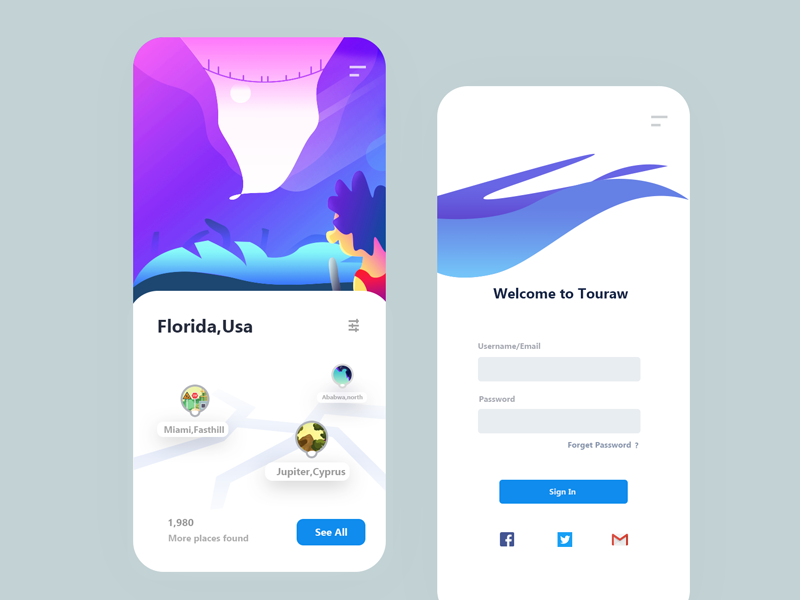 Florida,Usa
Ababwa,north
Miami,Fasthill
Jupiter,Cyprus
1,980
More places found
See All
Welcome to Touraw
Username/Email
Password
Forget Password ?
Sign In